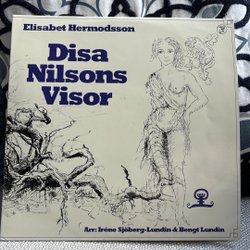 Elisabet Hermodsson
Disa
Nilsons
Visor
Arr: Iréne Sjöberg-Lundin & Bengt Lundin